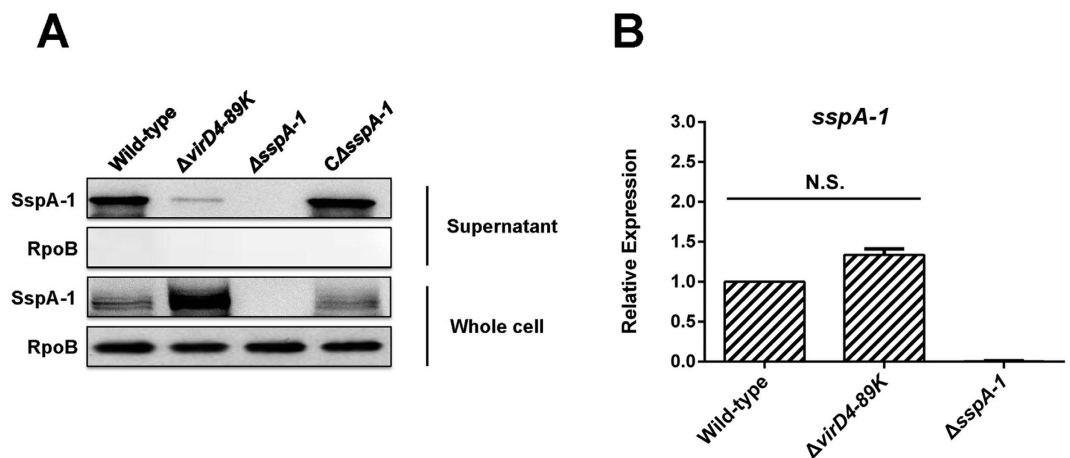 A
Wild-type
ΔvirD4-89K
ΔsspA-1
CΔsspA-1
SspA-1
RpoB
Supernatant
SspA-1
RpoB
Whole cell
B
sspA-1
N.S.
Relative Expression
3.0
2.5
2.0
1.5
1.0
0.5
0.0
Wild-type
ΔvirD4-89K
ΔsspA-1